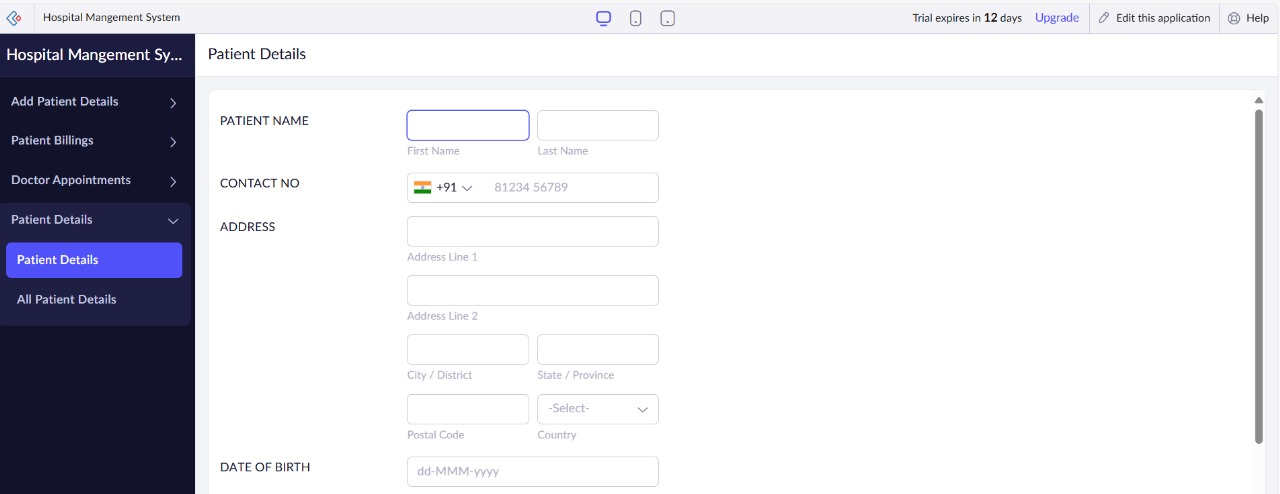 Hospital Mangement System
Trial expires in 12 days Upgrade Edit this application Help
Hospital Mangement Sy...
Patient Details
Add Patient Details
Patient Billings
Doctor Appointments
Patient Details
Patient Details
All Patient Details
PATIENT NAME
First Name Last Name
CONTACT NO
+91 81234 56789
ADDRESS
Address Line 1
Address Line 2
City / District State / Province
-Select-
Postal Code Country
DATE OF BIRTH
dd-MMM-yyyy